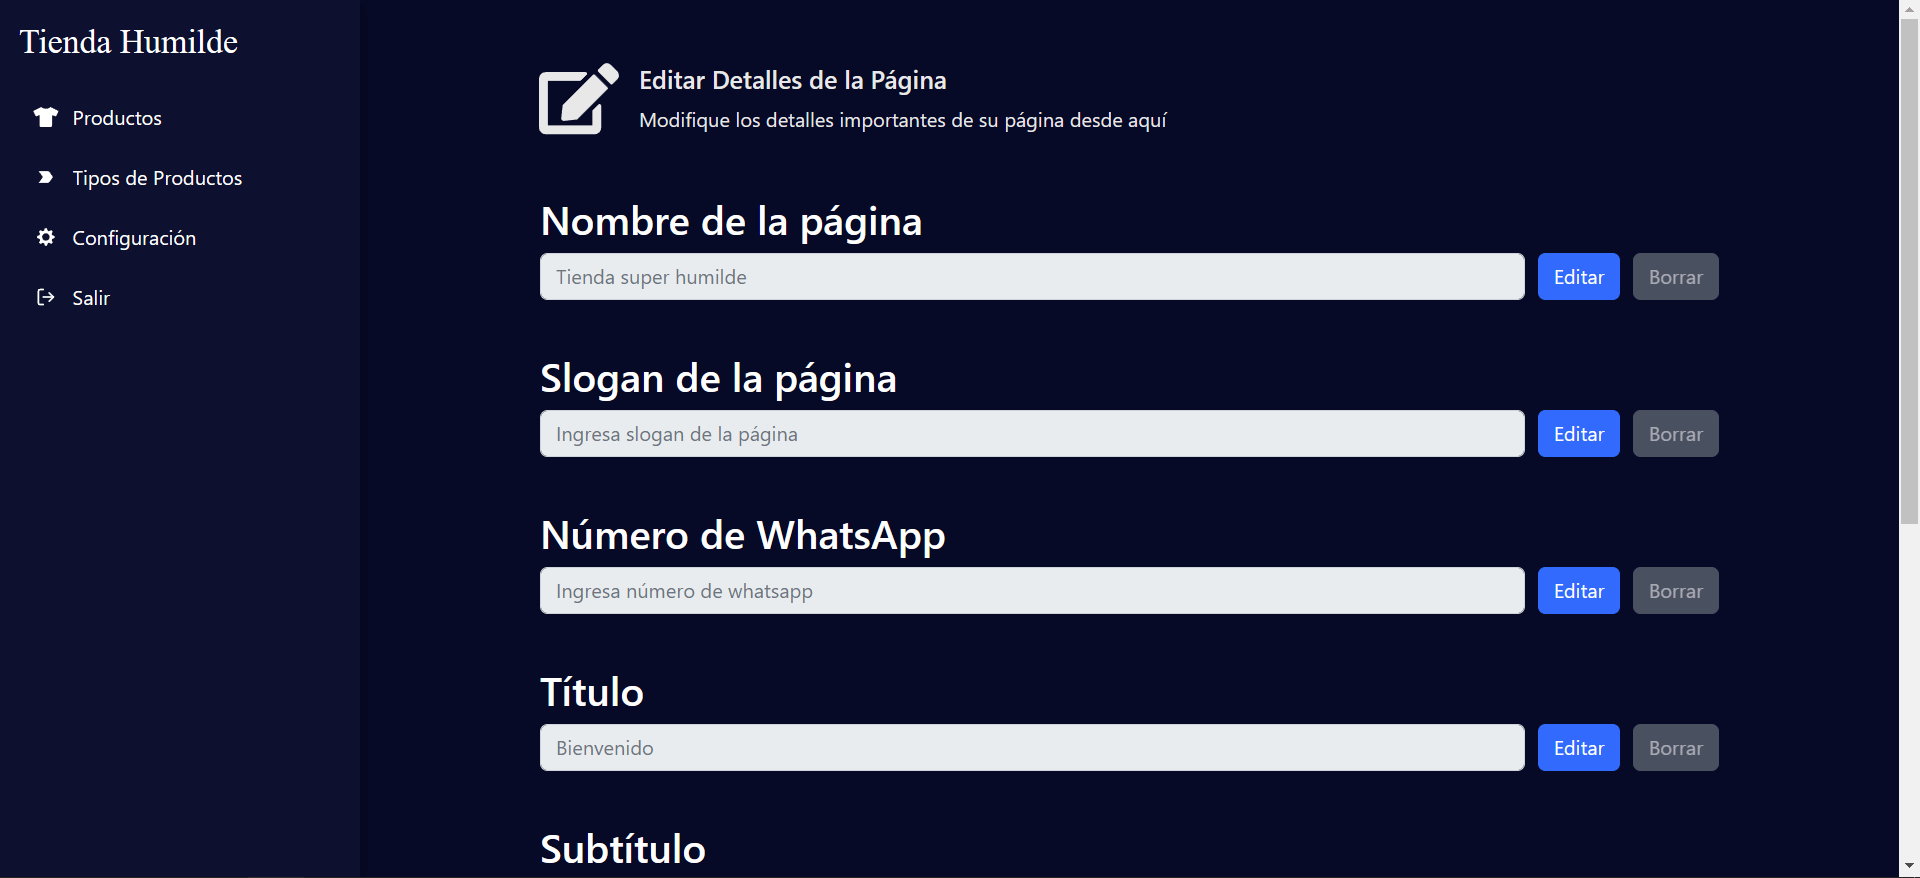 Tienda Humilde
Productos
Tipos de Productos
Configuración
Salir
Editar Detalles de la Página
Modifique los detalles importantes de su página desde aquí
Nombre de la página
Tienda super humilde Editar Borrar
Slogan de la página
Ingresa slogan de la página Editar Borrar
Número de WhatsApp
Ingresa número de whatsapp Editar Borrar
Título
Bienvenido Editar Borrar
Subtítulo